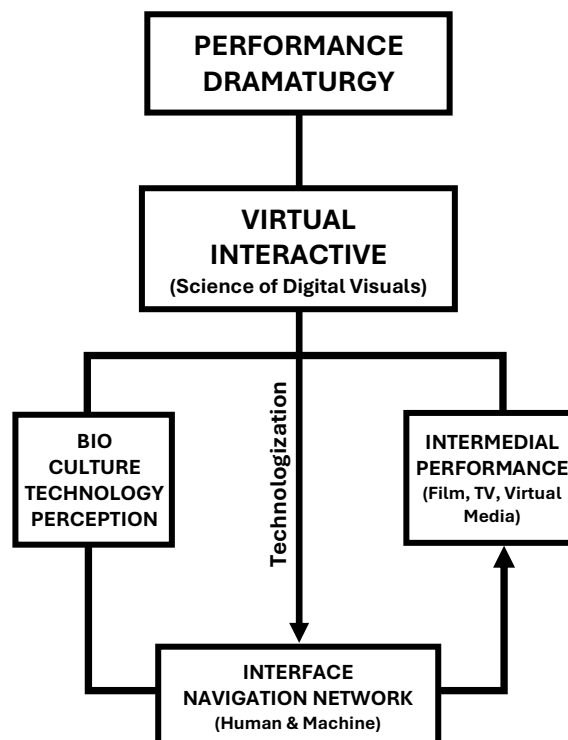 PERFORMANCE
DRAMATURGY
VIRTUAL
INTERACTIVE
(Science of Digital Visuals)
Technologization
BIO
CULTURE
TECHNOLOGY
PERCEPTION
INTERMEDIAL
PERFORMANCE
(Film, TV, Virtual
Media)
INTERFACE
NAVIGATION NETWORK
(Human & Machine)